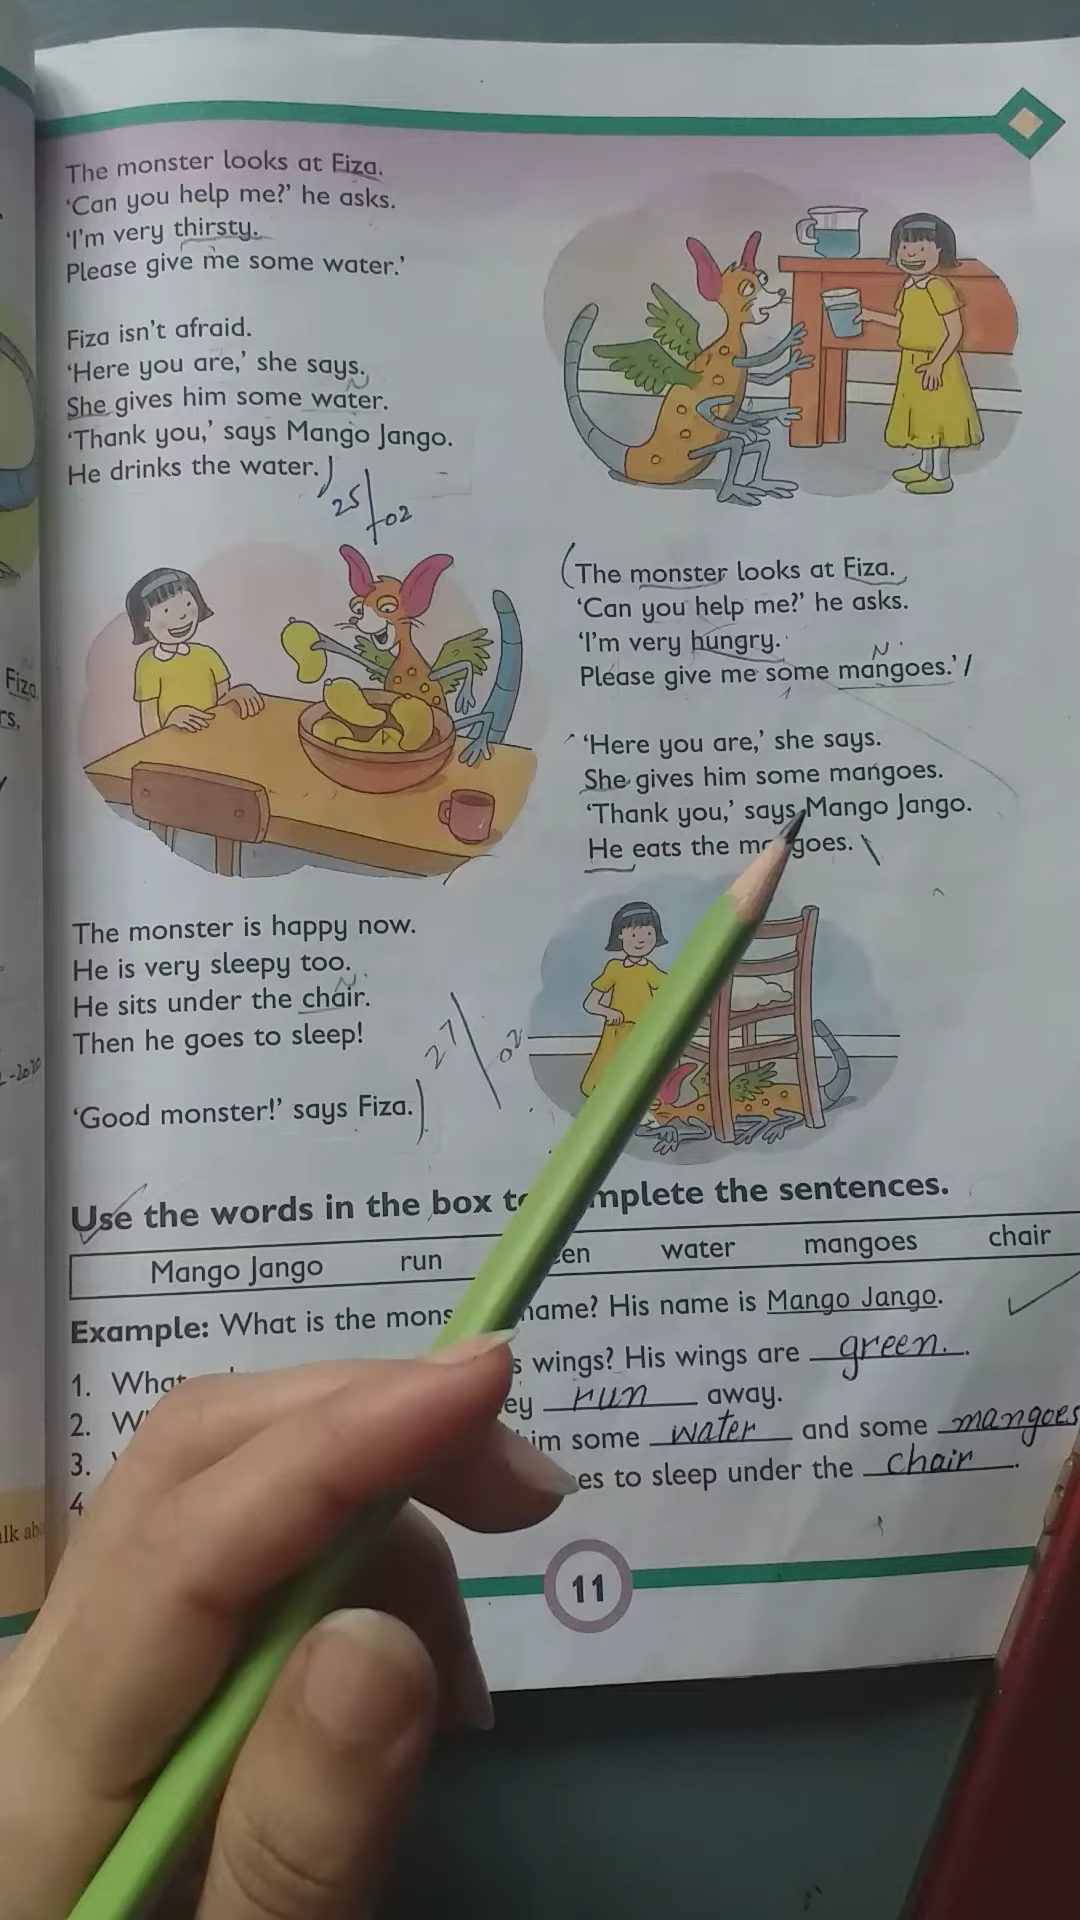 The monster looks at Fiza.
‘Can you help me?’ he asks.
‘I’m very thirsty.
Please give me some water.’
Fiza isn’t afraid.
‘Here you are,’ she says.
She gives him some water.
‘Thank you,’ says Mango Jango.
He drinks the water.
25/02
The monster looks at Fiza.
‘Can you help me?’ he asks.
‘I’m very hungry.
N
Please give me some mangoes.’
‘Here you are,’ she says.
She gives him some mangoes.
‘Thank you,’ says Mango Jango.
He eats the goes.
The monster is happy now.
He is very sleepy too.
N
He sits under the chair.
Then he goes to sleep!
27/02
‘Good monster!’ says Fiza.
Use the words in the box the sentences.
Mango Jango run water mangoes chair
Example: What is the name? His name is Mango Jango.
1. wings? His wings are green.
2. run away.
3. some water and some mangoes
4 to sleep under the chair.
11
Fiza
rs.